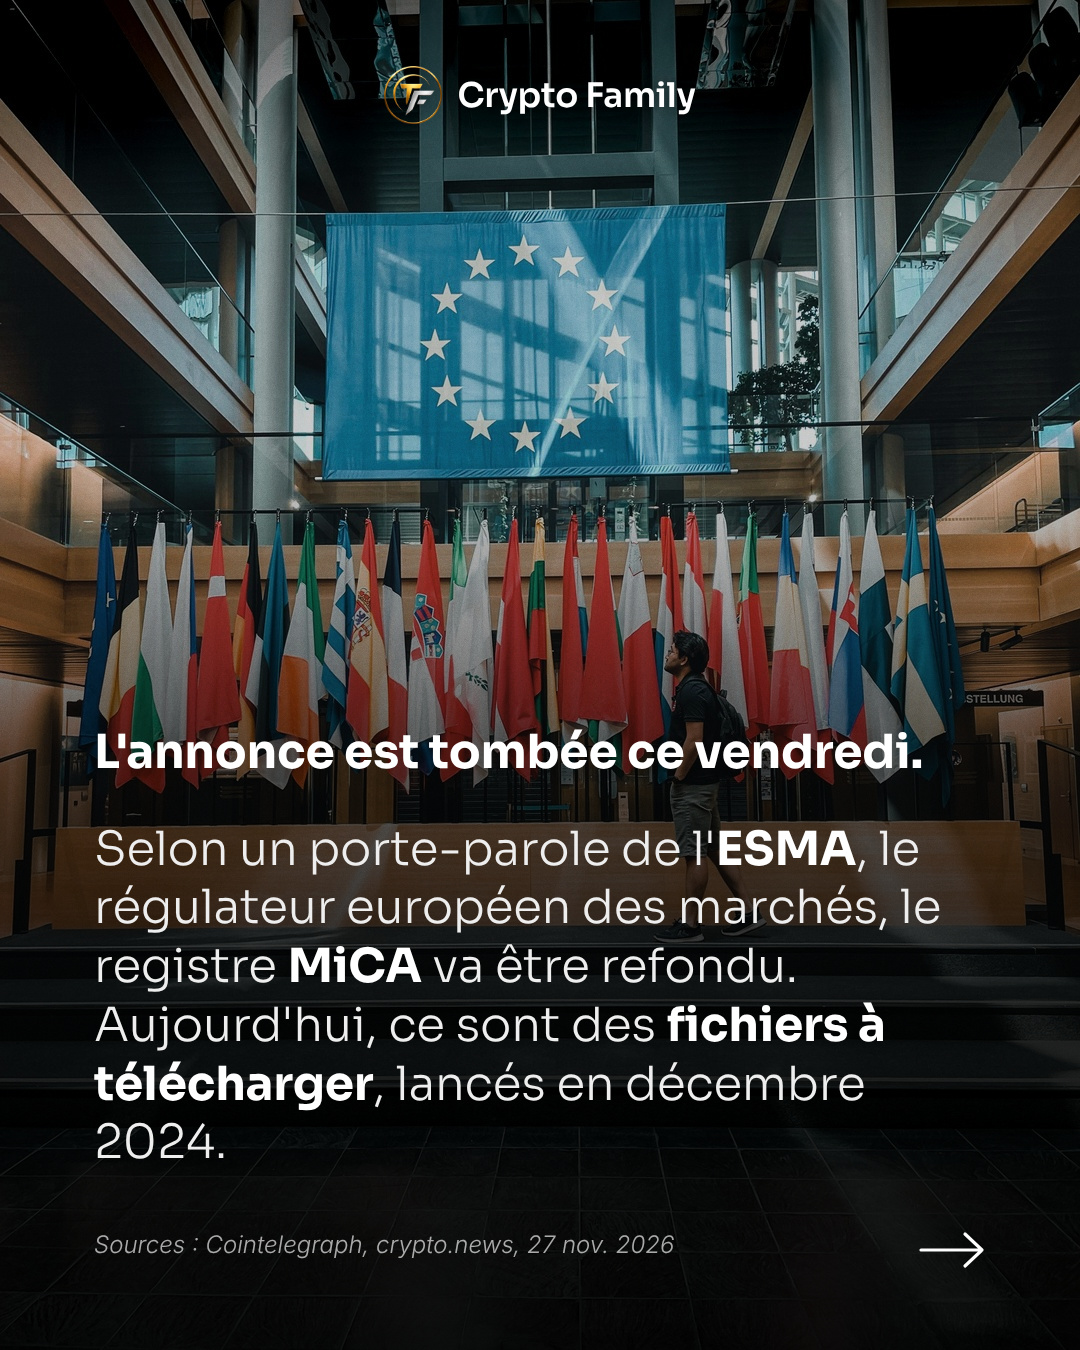 Crypto Family
STELLUNG
L'annonce est tombée ce vendredi.
Selon un porte-parole de l'ESMA, le
régulateur européen des marchés, le
registre MiCA va être refondu.
Aujourd'hui, ce sont des fichiers à
télécharger, lancés en décembre
2024.
Sources : Cointelegraph, crypto.news, 27 nov. 2026